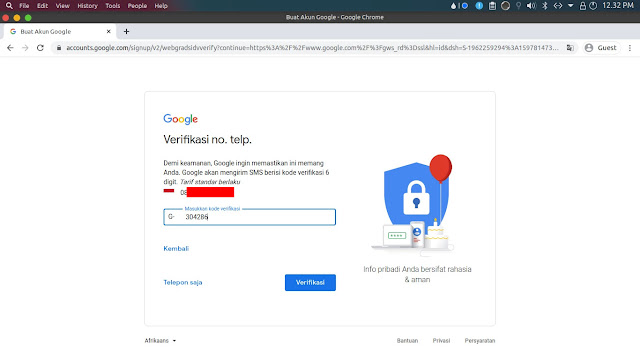 File Edit View History Tools People Help
12.32 PM
Buat Akun Google - Google Chrome
Buat Akun Google
accounts.google.com/signup/v2/webgradsidvverify?continue=https%3A%2F%2Fwww.google.com%2F%3Fgws_rd%3Dssl&hl=id&dsh=S-1962259294%3A159781473...
Guest
Google
Verifikasi no. telp.
Demi keamanan, Google ingin memastikan ini memang
Anda. Google akan mengirim SMS berisi kode verifikasi 6
digit. Tarif standar berlaku
08
Masukkan kode verifikasi
G- 304286
Kembali
Telepon saja
Verifikasi
Info pribadi Anda bersifat rahasia
& aman
Afrikaans
Bantuan Privasi Persyaratan